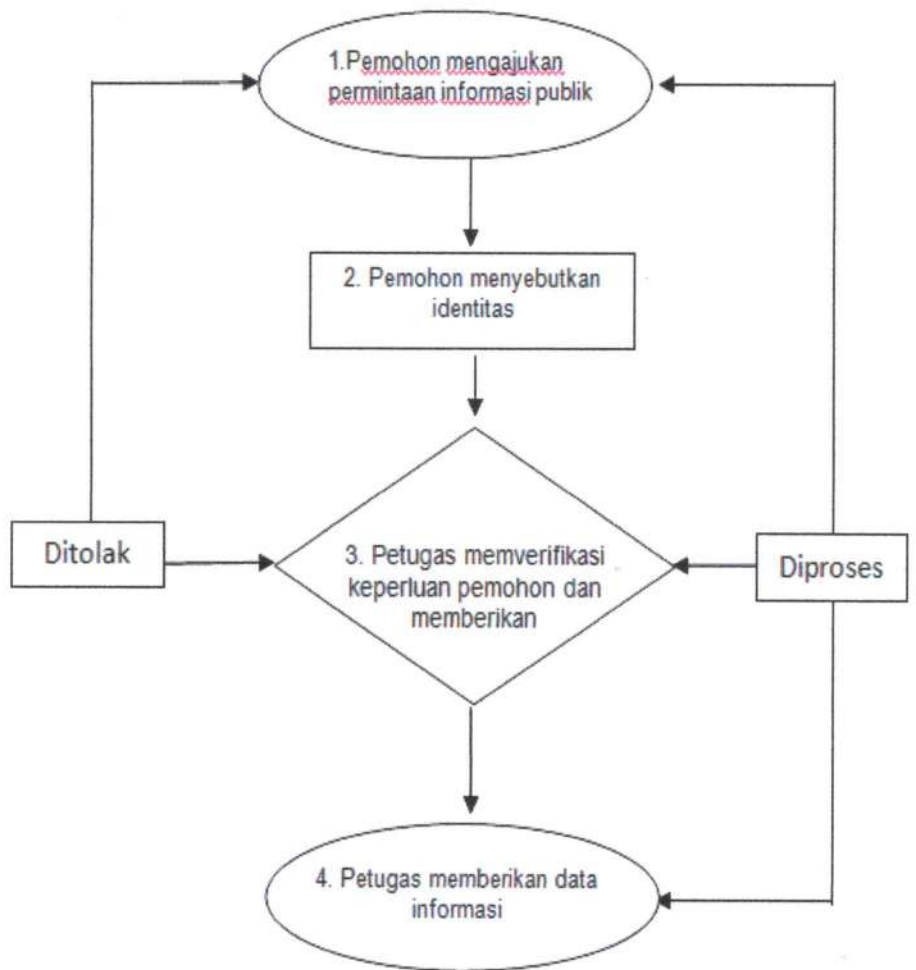 1.Pemohon mengajukan
permintaan informasi publik
2. Pemohon menyebutkan
identitas
Ditolak
3. Petugas memverifikasi
keperluan pemohon dan
memberikan
Diproses
4. Petugas memberikan data
informasi